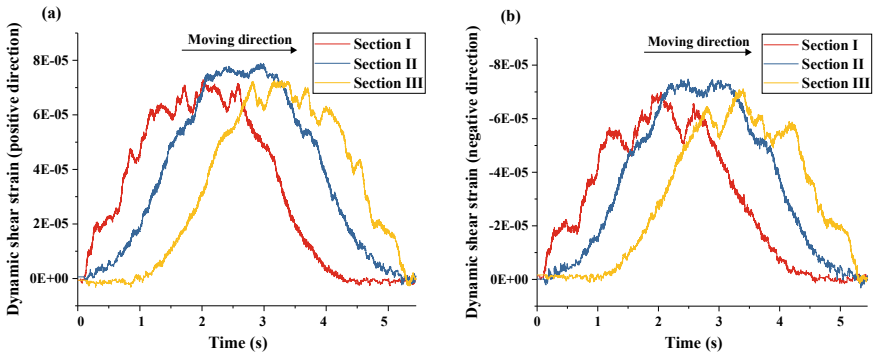 (a)
Moving direction
Section I
Section II
Section III
Dynamic shear strain (positive direction)
8E-05
6E-05
4E-05
2E-05
0E+00
0 1 2 3 4 5
Time (s)
(b)
Moving direction
Section I
Section II
Section III
Dynamic shear strain (negative direction)
-8E-05
-6E-05
-4E-05
-2E-05
0E+00
0 1 2 3 4 5
Time (s)